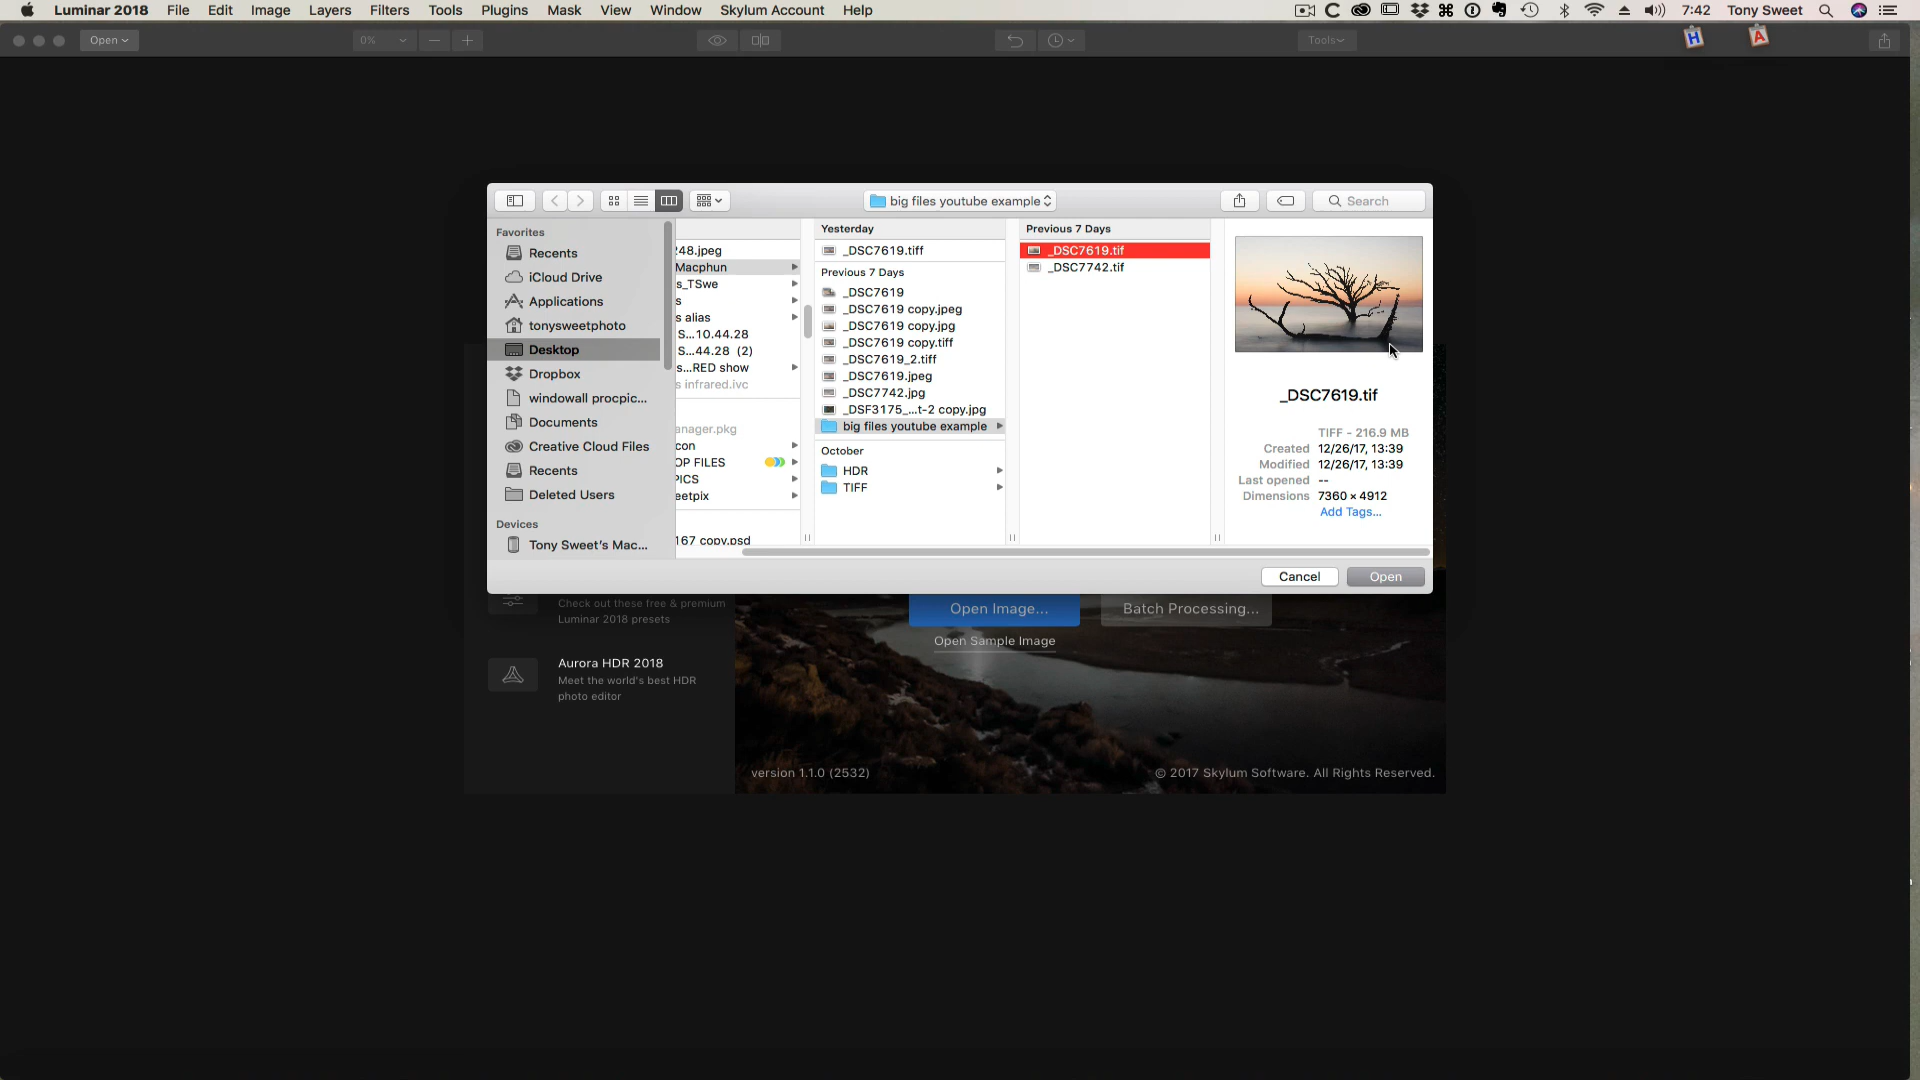 Luminar 2018 File Edit Image Layers Filters Tools Plugins Mask View Window Skylum Account Help 7:42 Tony Sweet
Open 0% Tools
H A
big files youtube example Search
Favorites
Recents
iCloud Drive
Applications
tonysweetphoto
Desktop
Dropbox
windowall procpic...
Documents
Creative Cloud Files
Recents
Deleted Users
Devices
Tony Sweet's Mac...
248.jpeg
Macphun
s_TSwe
s
s alias
S...10.44.28
S...44.28 (2)
s...RED show
s infrared.ivc
anager.pkg
con
OP FILES
PICS
eetpix
167 copy.psd
Yesterday
_DSC7619.tiff
Previous 7 Days
_DSC7619
_DSC7619 copy.jpeg
_DSC7619 copy.jpg
_DSC7619 copy.tiff
_DSC7619_2.tiff
_DSC7619.jpeg
_DSC7742.jpg
_DSF3175_...t-2 copy.jpg
big files youtube example
October
HDR
TIFF
Previous 7 Days
_DSC7619.tif
_DSC7742.tif
_DSC7619.tif
TIFF - 216.9 MB
Created 12/26/17, 13:39
Modified 12/26/17, 13:39
Last opened --
Dimensions 7360 × 4912
Add Tags...
Cancel Open
Check out these free & premium
Luminar 2018 presets
Aurora HDR 2018
Meet the world's best HDR
photo editor
Open Image... Batch Processing...
Open Sample Image
version 1.1.0 (2532) © 2017 Skylum Software. All Rights Reserved.